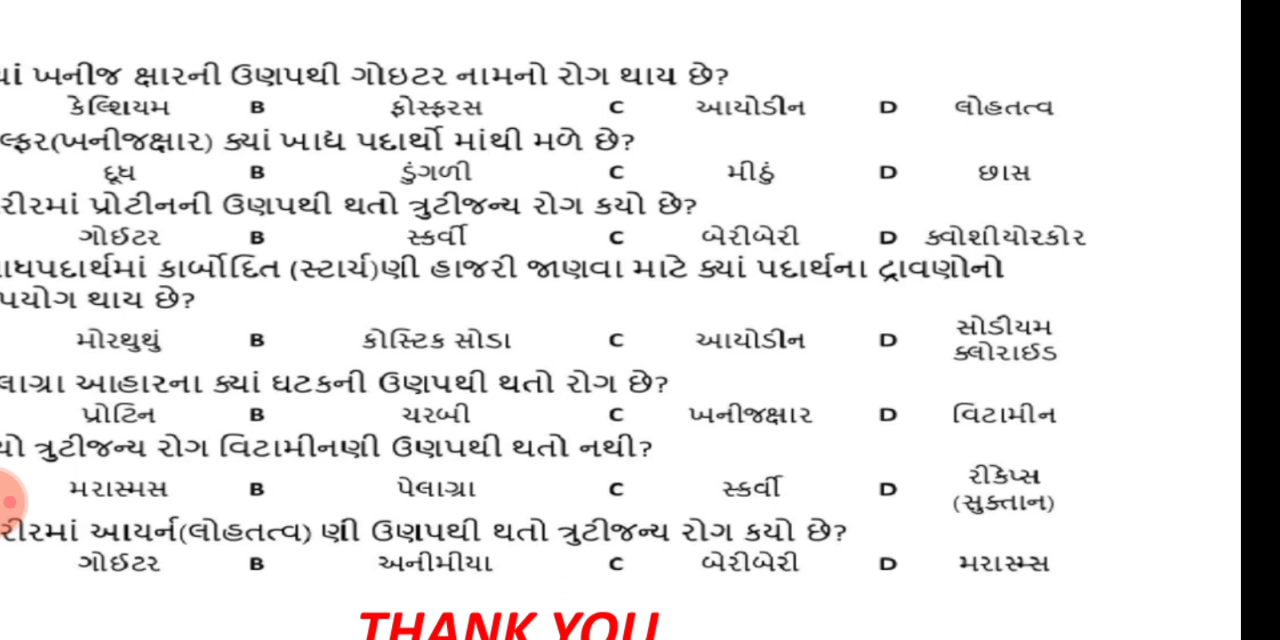 યાં ખનીજ ક્ષારની ઉણપથી ગોઇટર નામનો રોગ થાય છે?
કેલ્શિયમ B ફોસ્ફરસ C આયોડીન D લોહતત્વ
લ્ફર(ખનીજક્ષાર) ક્યાં ખાદ્ય પદાર્થો માંથી મળે છે?
દૂધ B ડુંગળી C મીઠું D છાસ
રીરમાં પ્રોટીનની ઉણપથી થતો ત્રુટીજન્ય રોગ કયો છે?
ગોઈટર B સ્કર્વી C બેરીબેરી D ક્વોશીયોરકોર
ાધપદાર્થમાં કાર્બોદિત (સ્ટાર્ચ)ણી હાજરી જાણવા માટે ક્યાં પદાર્થના દ્રાવણોનો
પયોગ થાય છે?
મોરથુથું B કોસ્ટિક સોડા C આયોડીન D સોડીયમ
ક્લોરાઈડ
લાગ્રા આહારના ક્યાં ઘટકની ઉણપથી થતો રોગ છે?
પ્રોટિન B ચરબી C ખનીજક્ષાર D વિટામીન
યો ત્રુટીજન્ય રોગ વિટામીનણી ઉણપથી થતો નથી?
મરાસ્મસ B પેલાગ્રા C સ્કર્વી D રીકેપ્સ
(સુક્તાન)
રીરમાં આયર્ન(લોહતત્વ) ણી ઉણપથી થતો ત્રુટીજન્ય રોગ કયો છે?
ગોઈટર B અનીમીયા C બેરીબેરી D મરાસ્મ્સ
THANK YOU